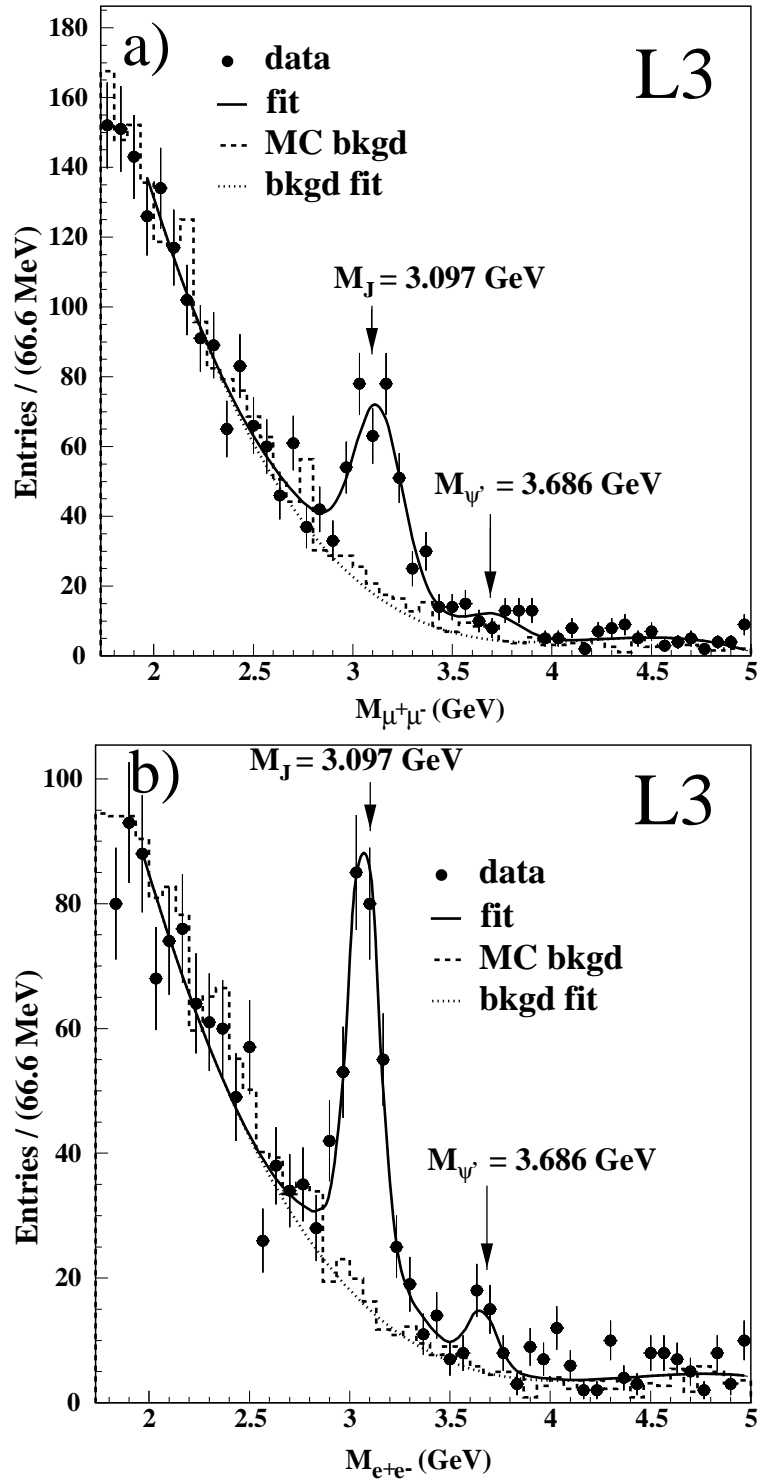 a)
L3
data
fit
MC bkgd
bkgd fit
M_J = 3.097 GeV
M_ψ’ = 3.686 GeV
Entries / (66.6 MeV)
180
160
140
120
100
80
60
40
20
0
2 2.5 3 3.5 4 4.5 5
M_μ⁺μ⁻ (GeV)
b)
M_J = 3.097 GeV
L3
data
fit
MC bkgd
bkgd fit
M_ψ’ = 3.686 GeV
Entries / (66.6 MeV)
100
80
60
40
20
0
2 2.5 3 3.5 4 4.5 5
M_e+e- (GeV)